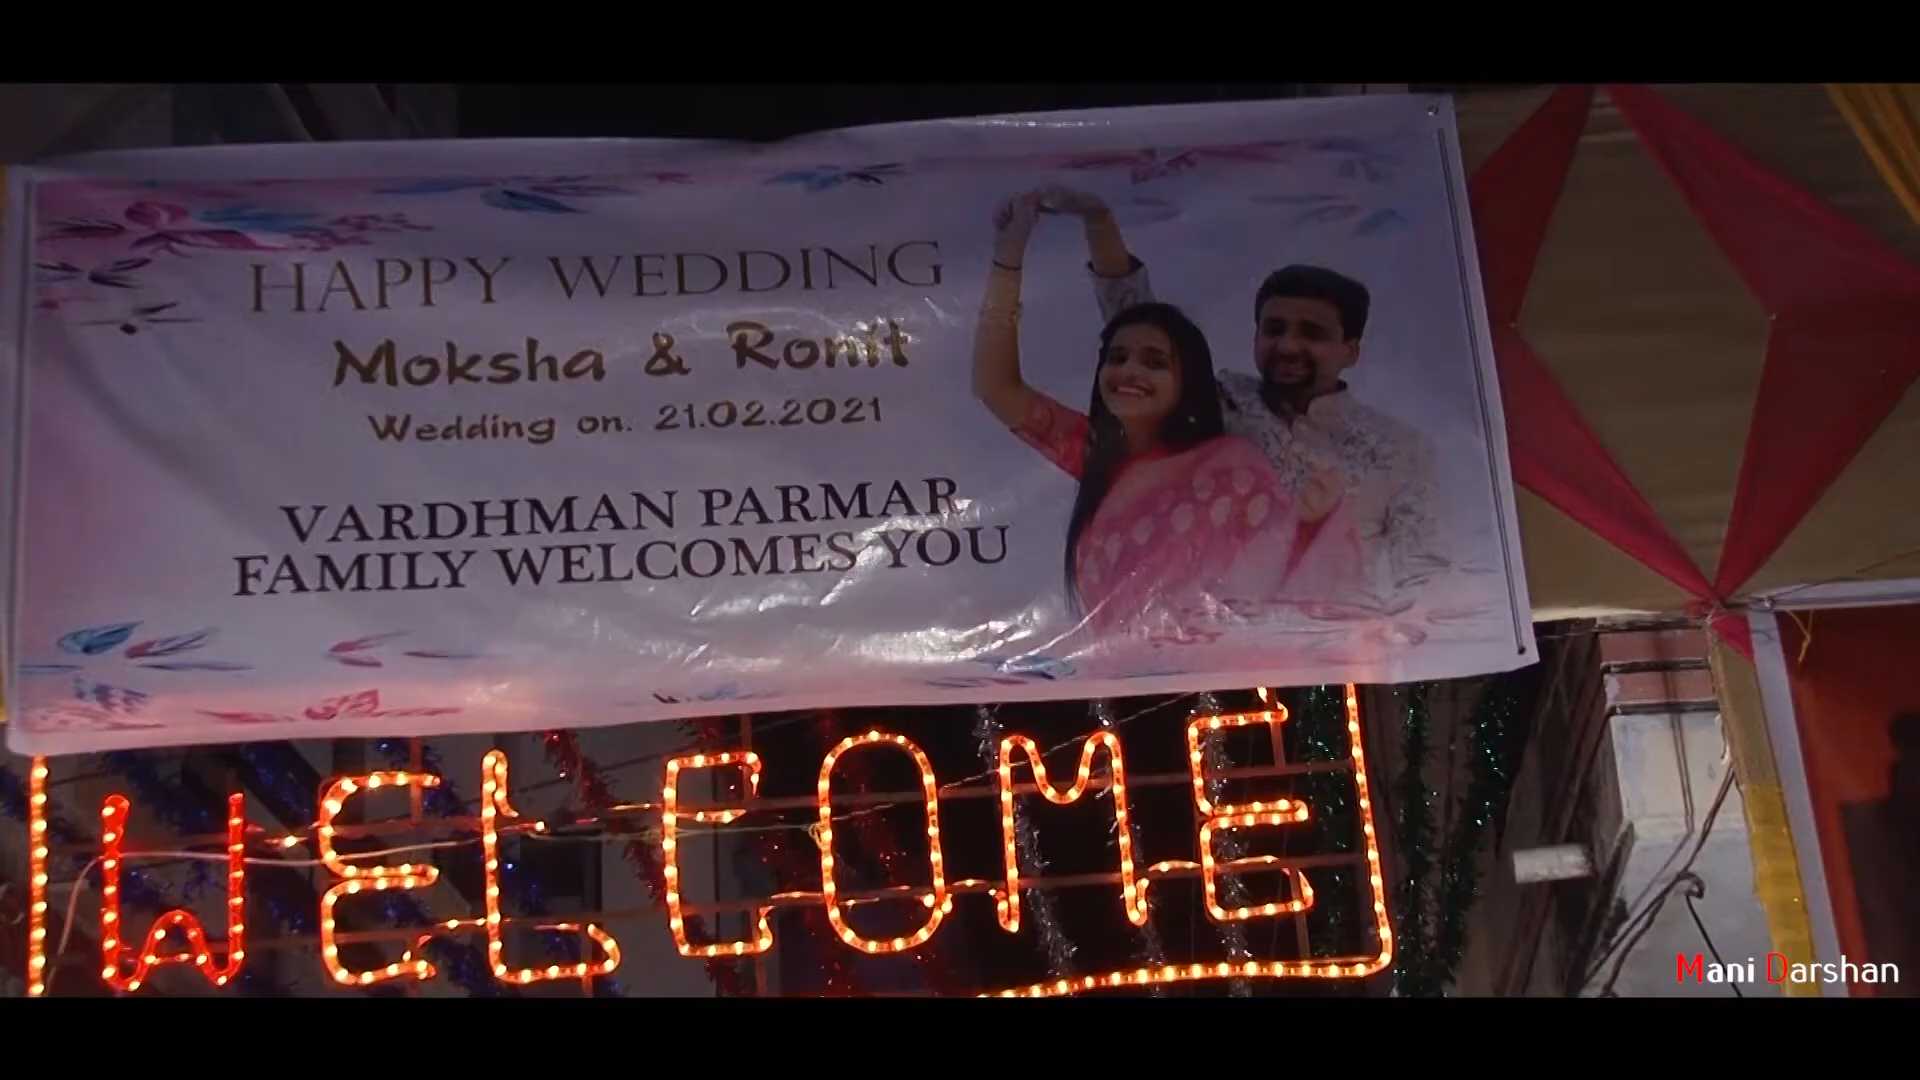 HAPPY WEDDING
Moksha & Ronit
Wedding on. 21.02.2021
VARDHMAN PARMAR
FAMILY WELCOMES YOU
WELCOME
Mani Darshan